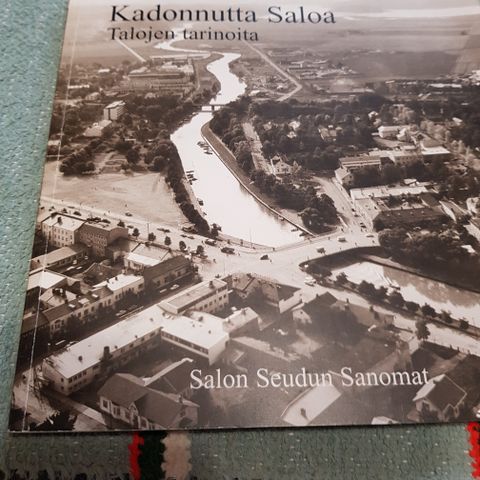 Kadonnutta Saloa
Talojen tarinoita
Salon Seudun Sanomat